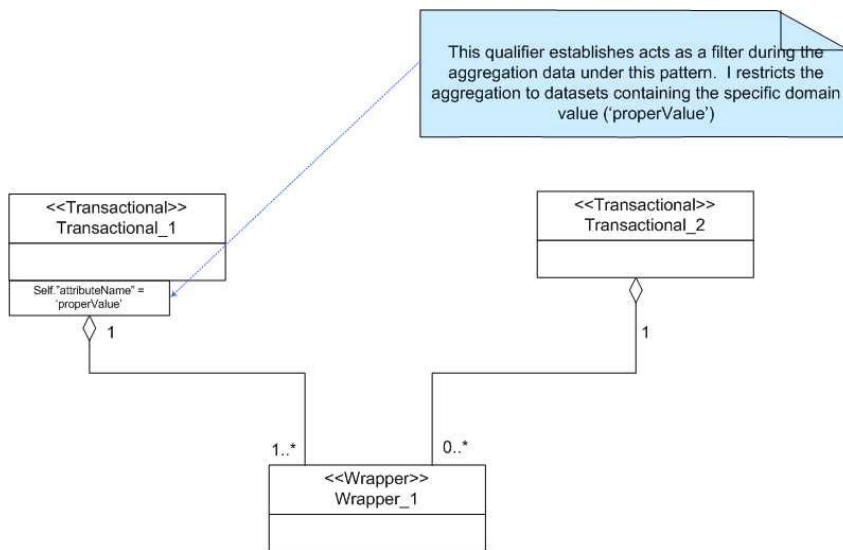 This qualifier establishes acts as a filter during the
aggregation data under this pattern. I restricts the
aggregation to datasets containing the specific domain
value (‘properValue’)
<<Transactional>>
Transactional_1
Self.”attributeName” =
‘properValue’
1
<<Transactional>>
Transactional_2
1
1..*
0..*
<<Wrapper>>
Wrapper_1